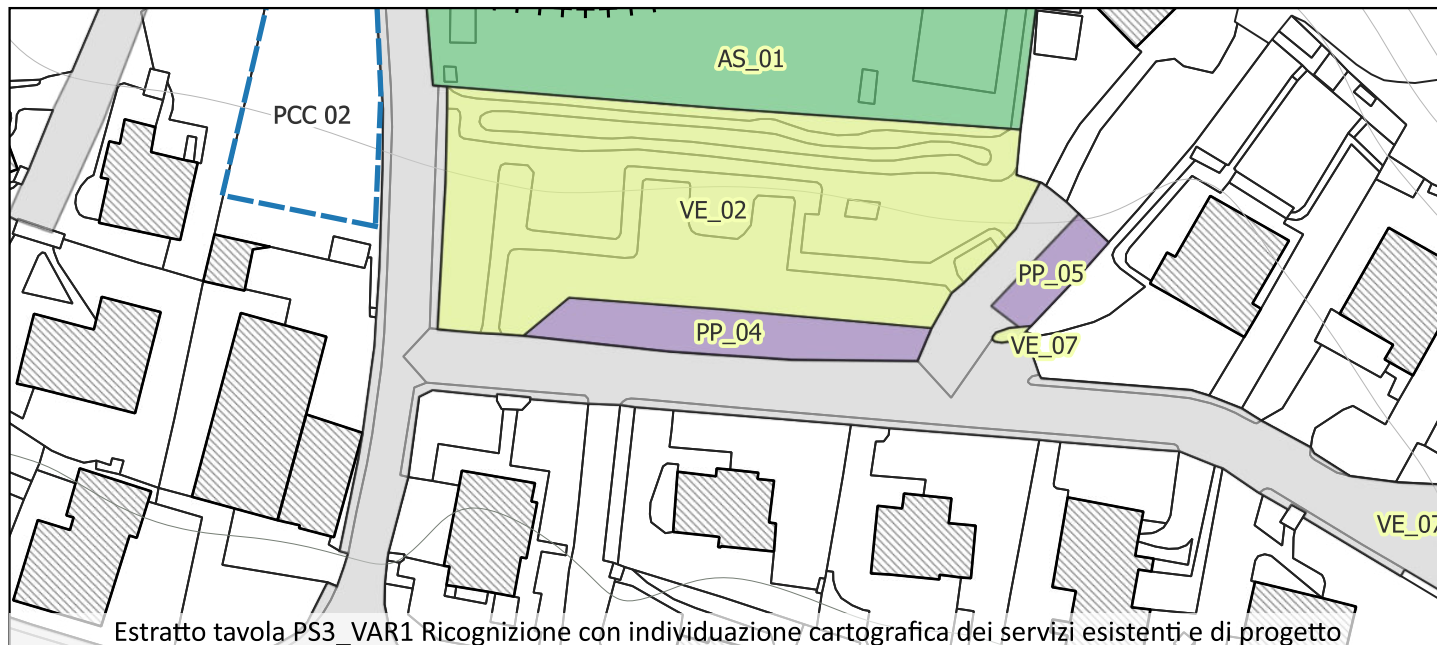 AS_01
PCC 02
VE_02
PP_05
PP_04
VE_07
VE_07
Estratto tavola PS3_VAR1 Ricognizione con individuazione cartografica dei servizi esistenti e di progetto